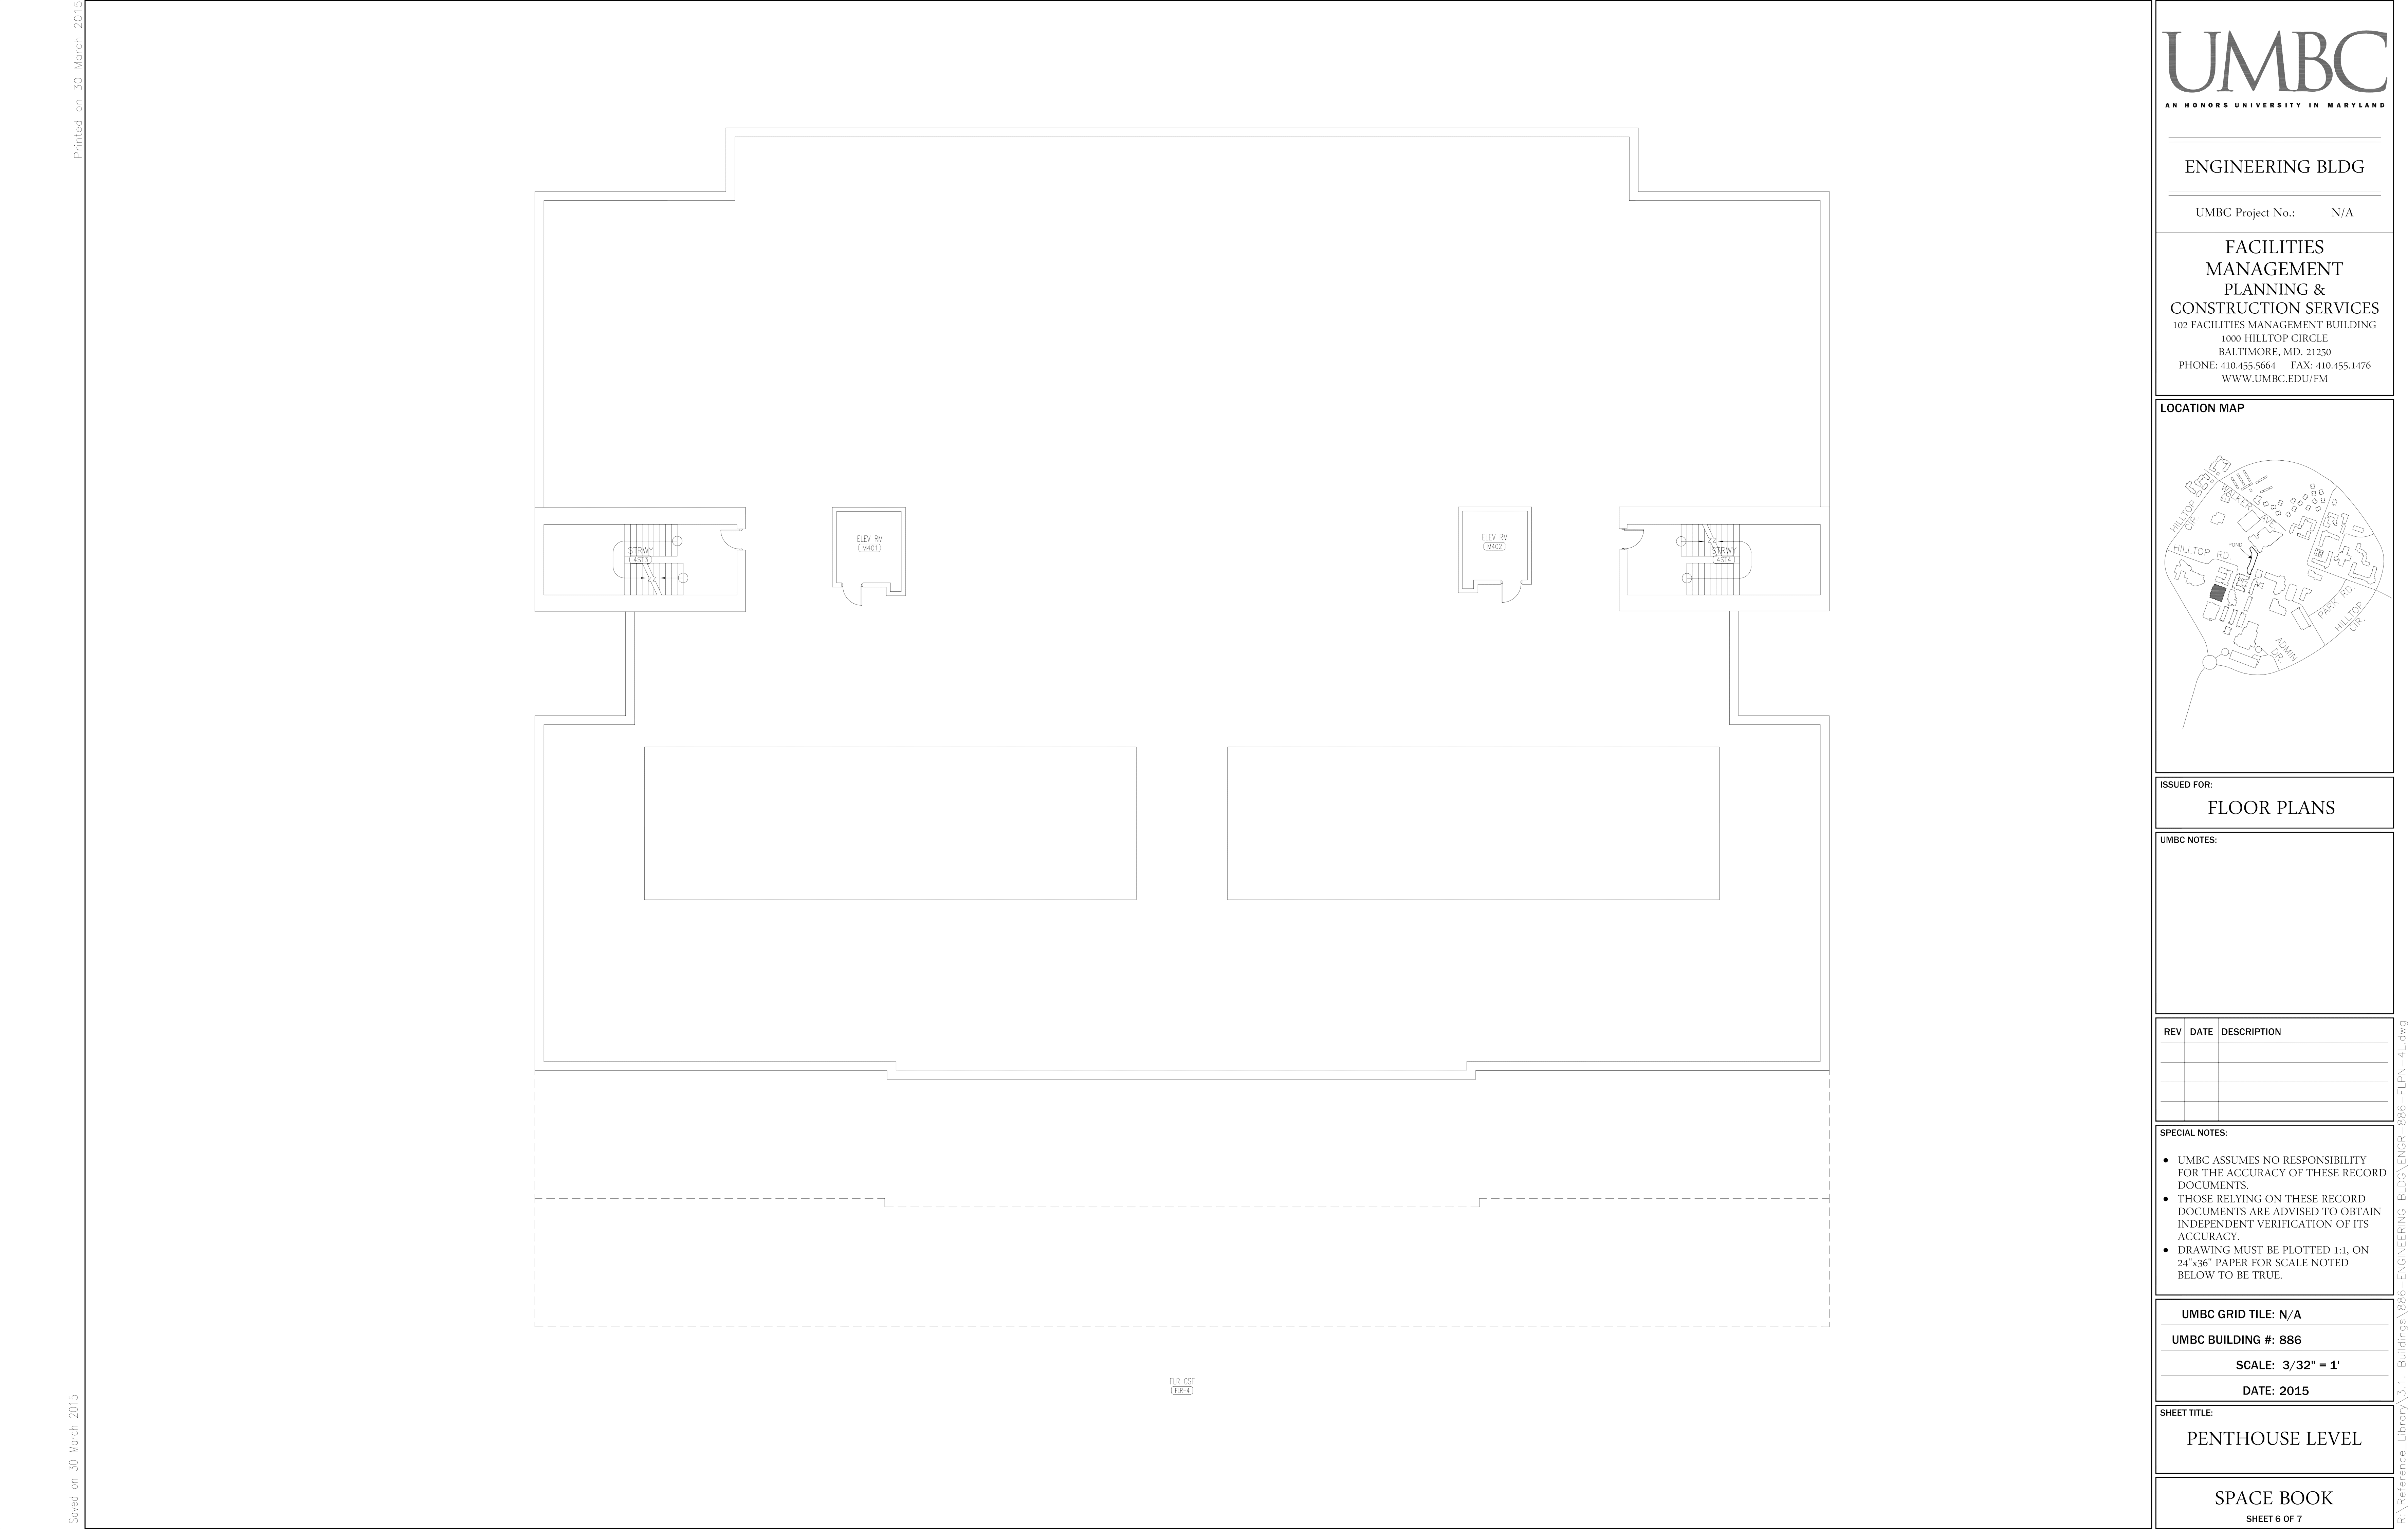 Printed on 30 March 2015
Saved on 30 March 2015
STRWY
4ST3
ELEV RM
M401
ELEV RM
M402
STRWY
4ST4
FLR GSF
FLR-4
UMBC
AN HONORS UNIVERSITY IN MARYLAND
ENGINEERING BLDG
UMBC Project No.: N/A
FACILITIES
MANAGEMENT
PLANNING &
CONSTRUCTION SERVICES
102 FACILITIES MANAGEMENT BUILDING
1000 HILLTOP CIRCLE
BALTIMORE, MD. 21250
PHONE: 410.455.5664 FAX: 410.455.1476
WWW.UMBC.EDU/FM
LOCATION MAP
HILLTOP
CIR.
WALKER AVE.
HILLTOP RD.
POND
PARK RD.
HILLTOP
CIR.
ADMIN
DR.
ISSUED FOR:
FLOOR PLANS
UMBC NOTES:
REV DATE DESCRIPTION
SPECIAL NOTES:
● UMBC ASSUMES NO RESPONSIBILITY
FOR THE ACCURACY OF THESE RECORD
DOCUMENTS.
● THOSE RELYING ON THESE RECORD
DOCUMENTS ARE ADVISED TO OBTAIN
INDEPENDENT VERIFICATION OF ITS
ACCURACY.
● DRAWING MUST BE PLOTTED 1:1, ON
24"x36" PAPER FOR SCALE NOTED
BELOW TO BE TRUE.
UMBC GRID TILE: N/A
UMBC BUILDING #: 886
SCALE: 3/32" = 1'
DATE: 2015
SHEET TITLE:
PENTHOUSE LEVEL
SPACE BOOK
SHEET 6 OF 7
R:\Reference_Library\3.1. Buildings\886-ENGINEERING BLDG\ENGR-886-FLPN-4L.dwg